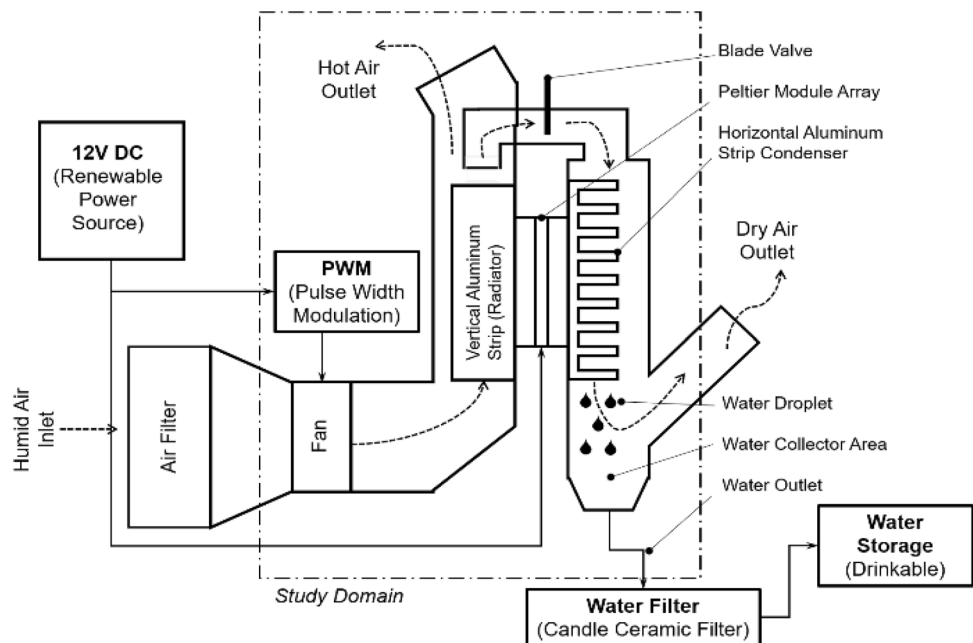 Blade Valve
Peltier Module Array
Hot Air
Outlet
Horizontal Aluminum
Strip Condenser
12V DC
(Renewable
Power
Source)
Dry Air
Outlet
PWM
(Pulse Width
Modulation)
Vertical Aluminum
Strip (Radiator)
Humid Air
Inlet
Air Filter
Fan
Water Droplet
Water Collector Area
Water Outlet
Study Domain
Water Filter
(Candle Ceramic Filter)
Water
Storage
(Drinkable)